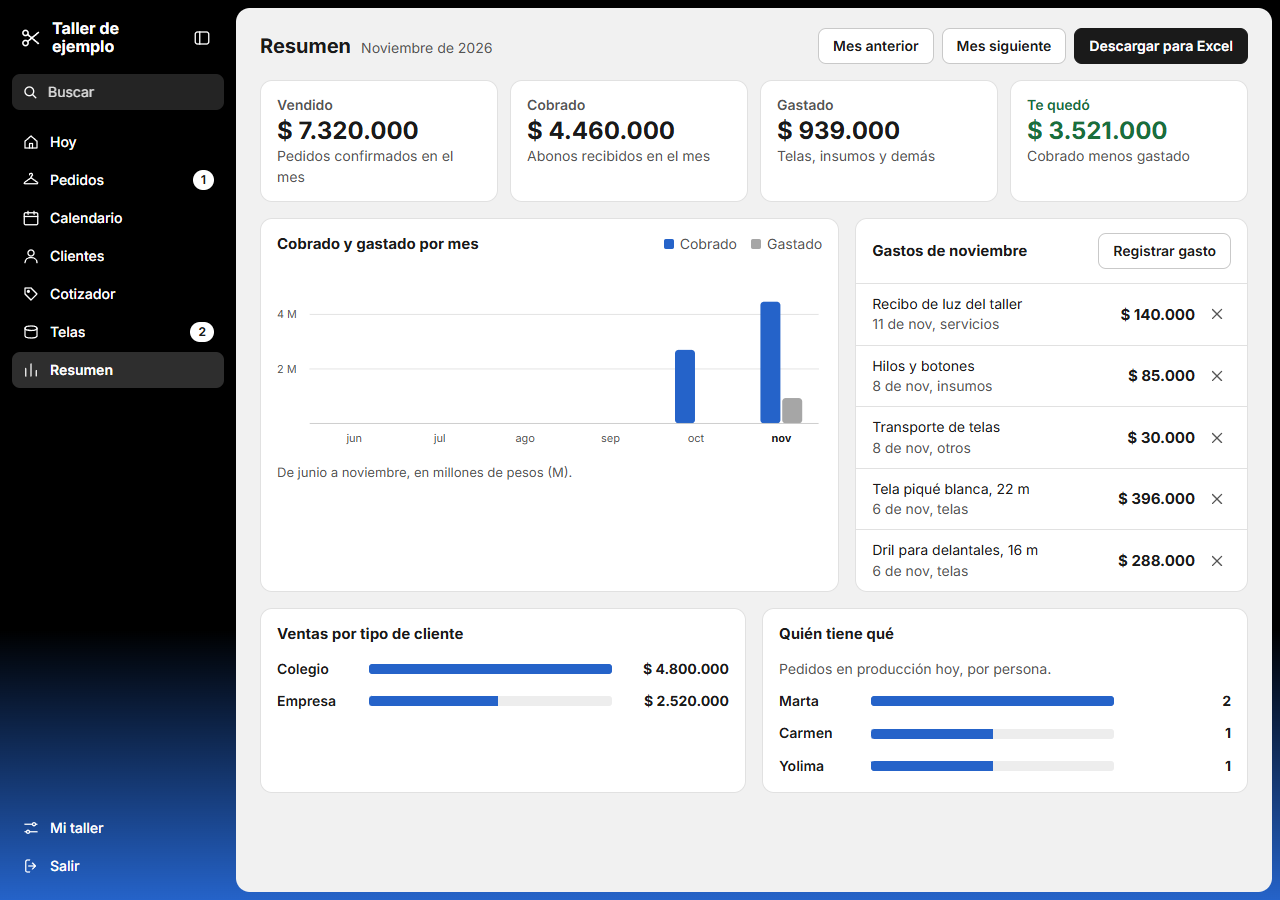 Taller de
ejemplo
Buscar
Hoy
Pedidos 1
Calendario
Clientes
Cotizador
Telas 2
Resumen
Mi taller
Salir
Resumen Noviembre de 2026
Mes anterior
Mes siguiente
Descargar para Excel
Vendido
$ 7.320.000
Pedidos confirmados en el
mes
Cobrado
$ 4.460.000
Abonos recibidos en el mes
Gastado
$ 939.000
Telas, insumos y demás
Te quedó
$ 3.521.000
Cobrado menos gastado
Cobrado y gastado por mes
Cobrado Gastado
4 M
2 M
jun jul ago sep oct nov
De junio a noviembre, en millones de pesos (M).
Gastos de noviembre
Registrar gasto
Recibo de luz del taller
11 de nov, servicios
$ 140.000
Hilos y botones
8 de nov, insumos
$ 85.000
Transporte de telas
8 de nov, otros
$ 30.000
Tela piqué blanca, 22 m
6 de nov, telas
$ 396.000
Dril para delantales, 16 m
6 de nov, telas
$ 288.000
Ventas por tipo de cliente
Colegio $ 4.800.000
Empresa $ 2.520.000
Quién tiene qué
Pedidos en producción hoy, por persona.
Marta 2
Carmen 1
Yolima 1